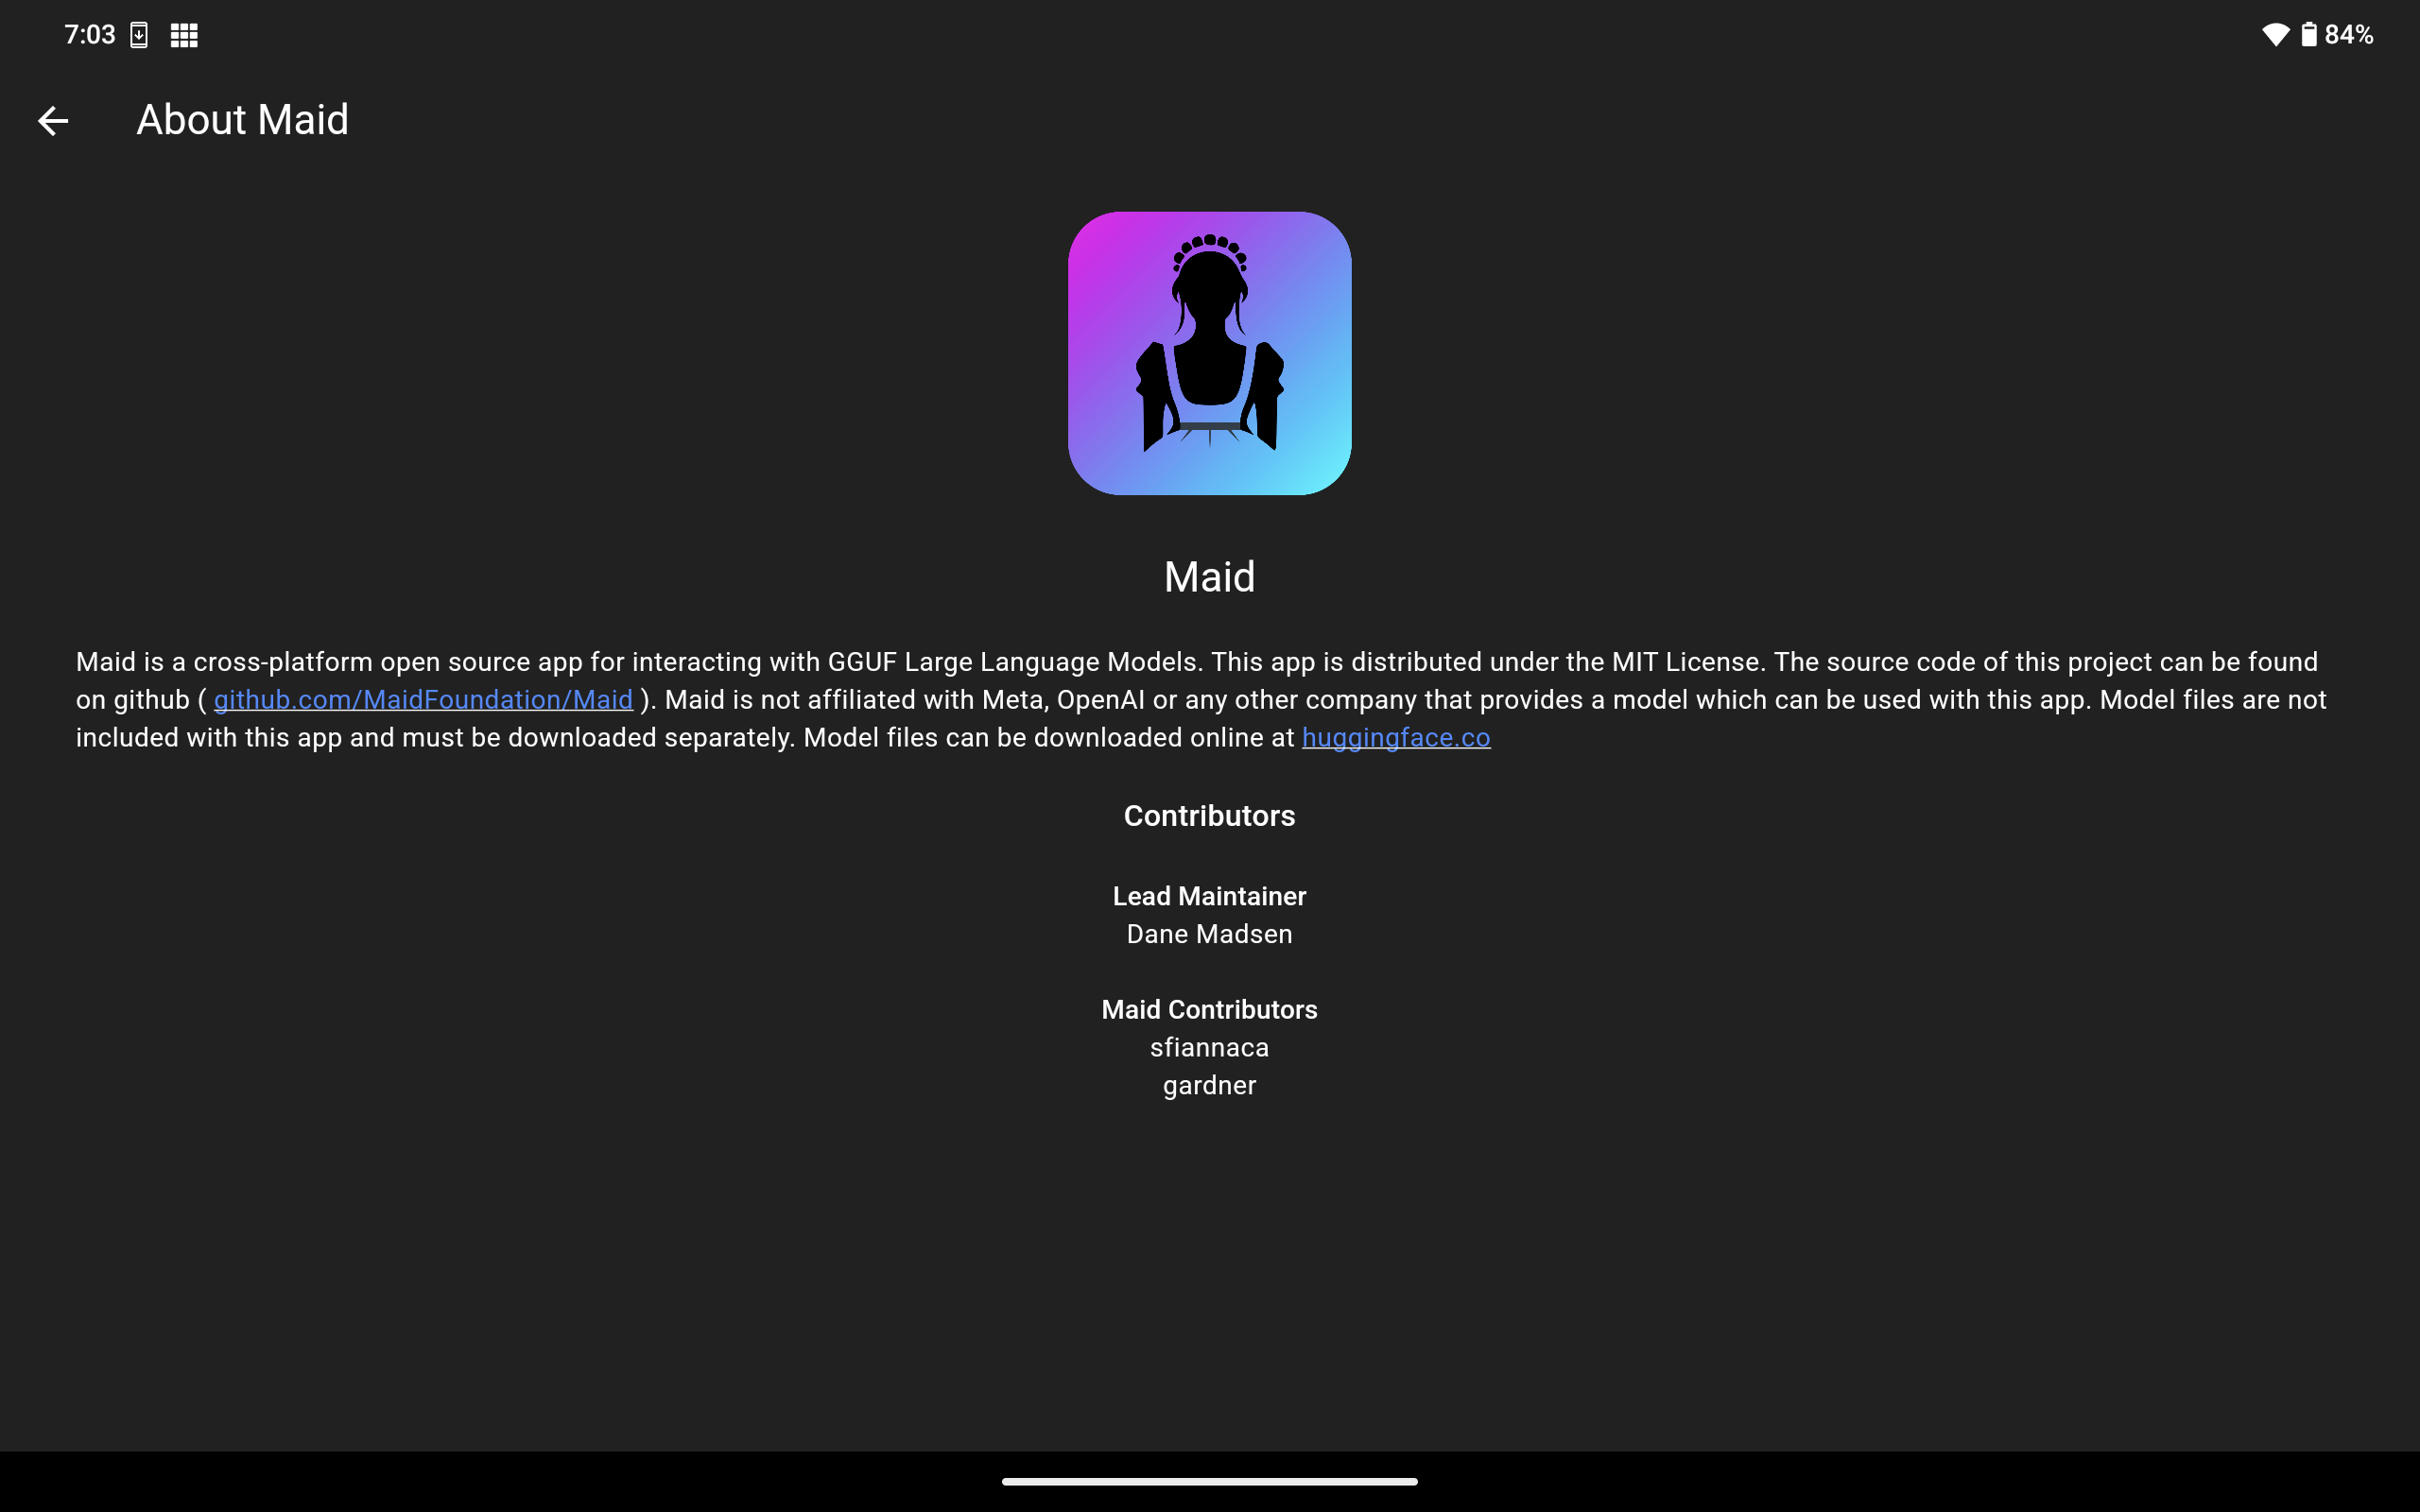 7:03
84%
About Maid
Maid
Maid is a cross-platform open source app for interacting with GGUF Large Language Models. This app is distributed under the MIT License. The source code of this project can be found
on github ( github.com/MaidFoundation/Maid ). Maid is not affiliated with Meta, OpenAI or any other company that provides a model which can be used with this app. Model files are not
included with this app and must be downloaded separately. Model files can be downloaded online at huggingface.co
Contributors
Lead Maintainer
Dane Madsen
Maid Contributors
sfiannaca
gardner